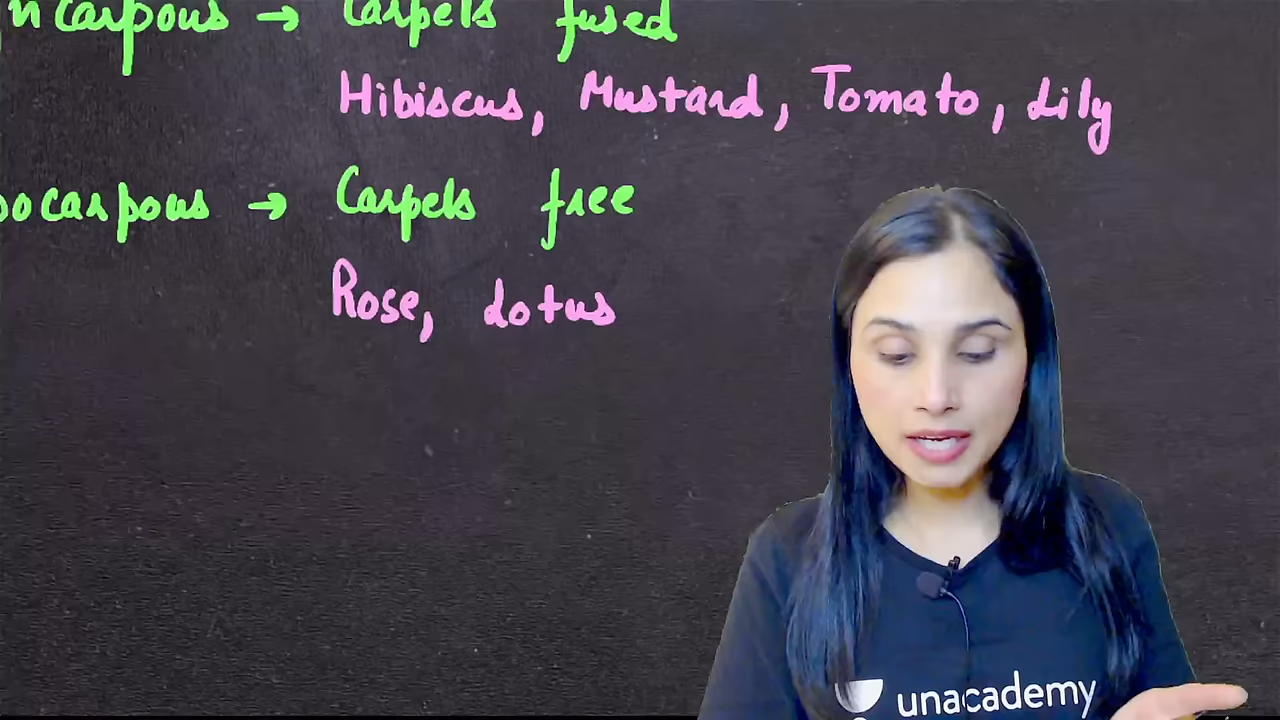 ncarpous → Carpels fused
Hibiscus, Mustard, Tomato, Lily
ocarpous → Carpels free
Rose, Lotus
unacademy